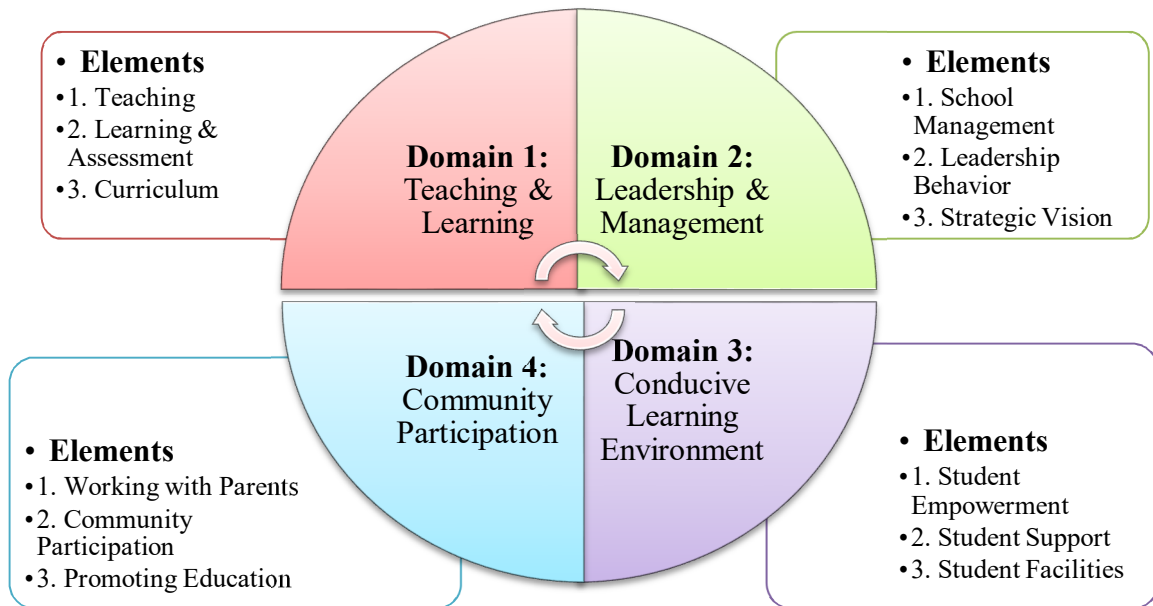 • Elements
•1. Teaching
•2. Learning &
Assessment
•3. Curriculum
Domain 1:
Teaching &
Learning
Domain 2:
Leadership &
Management
• Elements
•1. School
Management
•2. Leadership
Behavior
•3. Strategic Vision
Domain 4:
Community
Participation
Domain 3:
Conducive
Learning
Environment
• Elements
•1. Working with Parents
•2. Community
Participation
•3. Promoting Education
• Elements
•1. Student
Empowerment
•2. Student Support
•3. Student Facilities